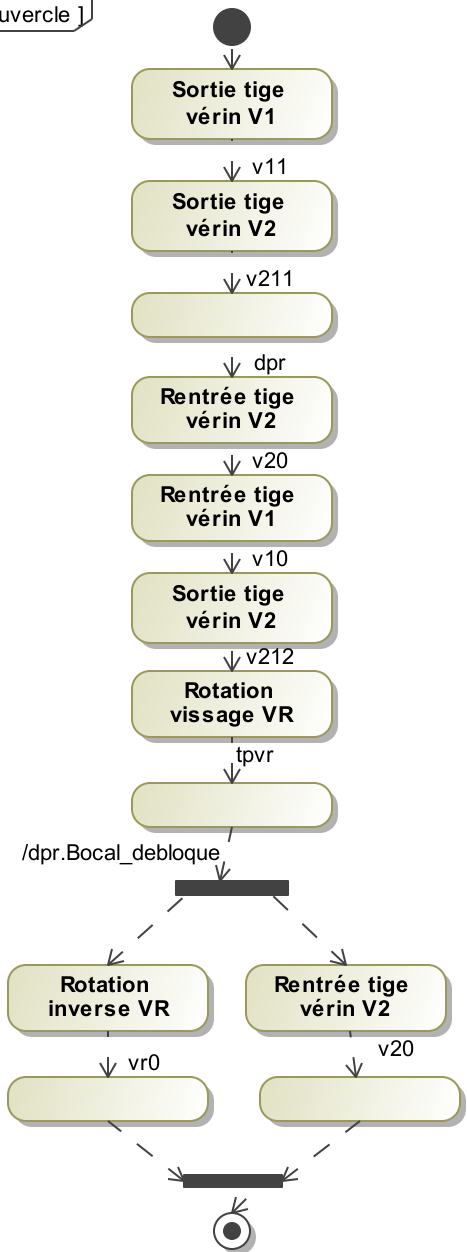 uvercle ]
Sortie tige
vérin V1
v11
Sortie tige
vérin V2
v211
dpr
Rentrée tige
vérin V2
v20
Rentrée tige
vérin V1
v10
Sortie tige
vérin V2
v212
Rotation
vissage VR
tpvr
/dpr.Bocal_debloque
Rotation
inverse VR
Rentrée tige
vérin V2
vr0
v20